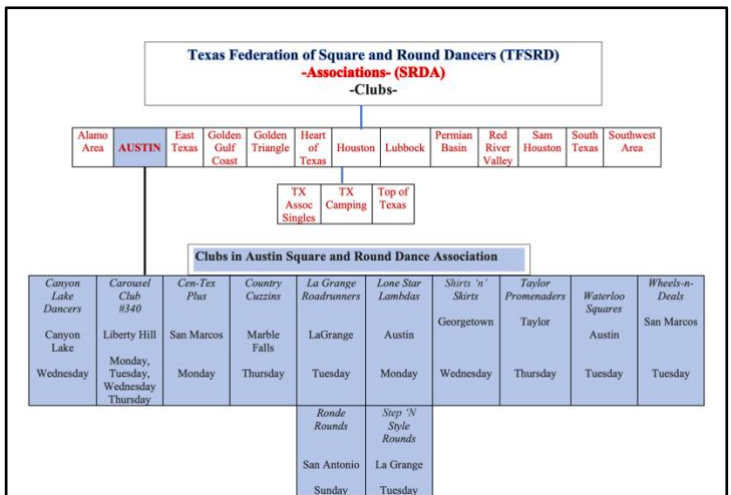 Texas Federation of Square and Round Dancers (TFSRD)
-Associations- (SRDA)
-Clubs-
Alamo
Area
AUSTIN
East
Texas
Golden
Gulf
Coast
Golden
Triangle
Heart
of
Texas
Houston
Lubbock
Permian
Basin
Red
River
Valley
Sam
Houston
South
Texas
Southwest
Area
TX
Assoc
Singles
TX
Camping
Top of
Texas
Clubs in Austin Square and Round Dance Association
Canyon
Lake
Dancers
Canyon
Lake
Wednesday
Carousel
Club
#340
Liberty Hill
Monday,
Tuesday,
Wednesday
Thursday
Cen-Tex
Plus
San Marcos
Monday
Country
Cuzzins
Marble
Falls
Thursday
La Grange
Roadrunners
LaGrange
Tuesday
Lone Star
Lambdas
Austin
Monday
Shirts 'n'
Skirts
Georgetown
Wednesday
Taylor
Promenaders
Taylor
Thursday
Waterloo
Squares
Austin
Tuesday
Wheels-n-
Deals
San Marcos
Tuesday
Ronde
Rounds
San Antonio
Sunday
Step 'N
Style
Rounds
La Grange
Tuesday